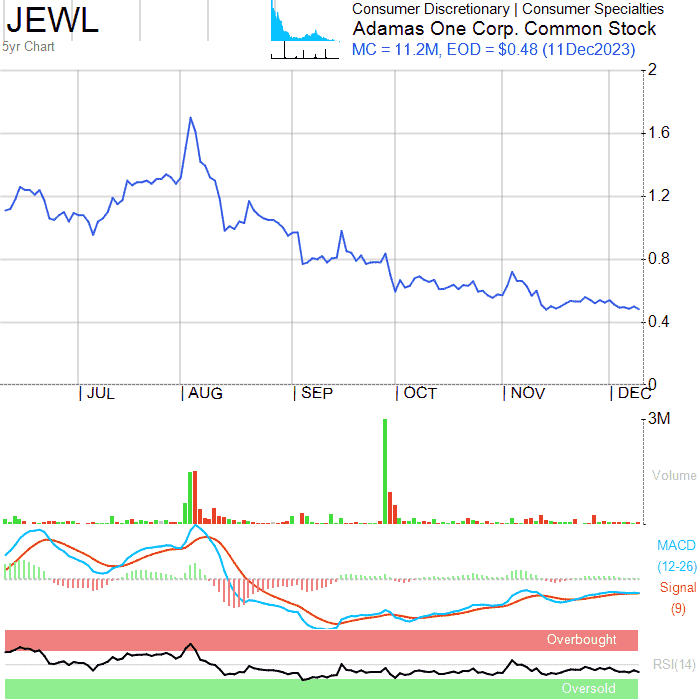 JEWL
5yr Chart
Consumer Discretionary | Consumer Specialties
Adamas One Corp. Common Stock
MC = 11.2M, EOD = $0.48 (11Dec2023)
2
1.6
1.2
0.8
0.4
0
JUL
AUG
SEP
OCT
NOV
DEC
3M
Volume
MACD
(12-26)
Signal
(9)
Overbought
RSI(14)
Oversold